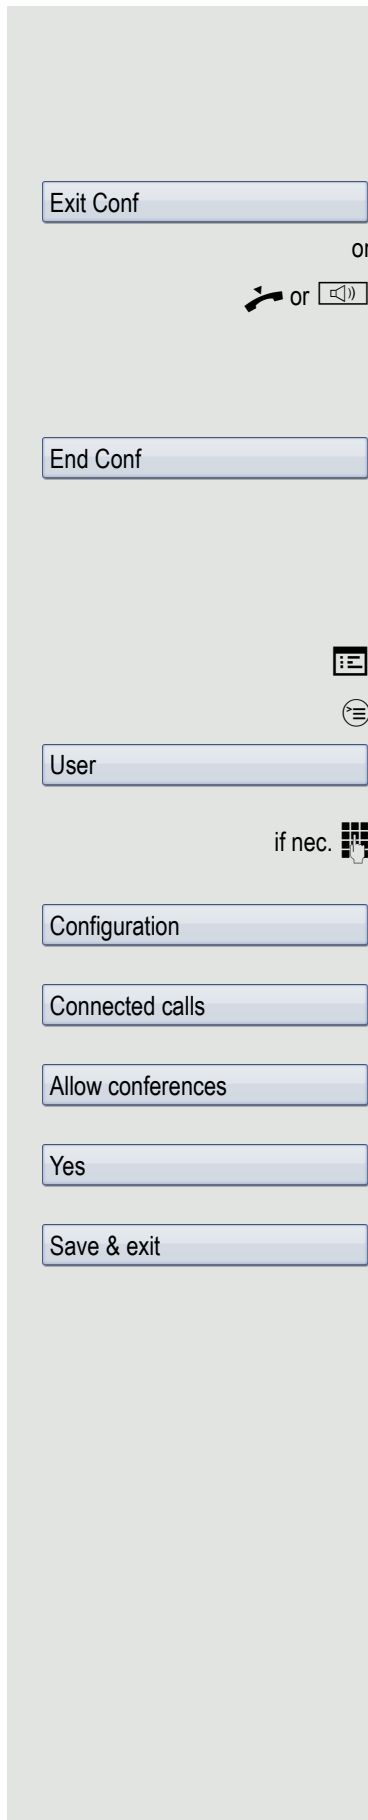 Exit Conf
or
or
End Conf
User
if nec.
Configuration
Connected calls
Allow conferences
Yes
Save & exit